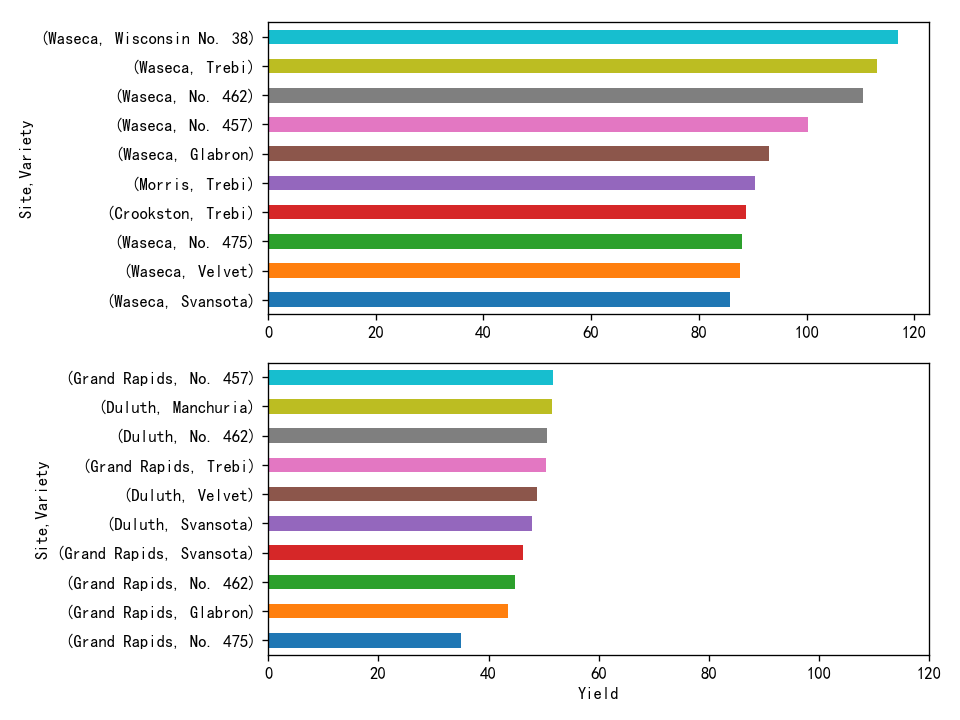 (Waseca, Wisconsin No. 38)
(Waseca, Trebi)
(Waseca, No. 462)
(Waseca, No. 457)
(Waseca, Glabron)
(Morris, Trebi)
(Crookston, Trebi)
(Waseca, No. 475)
(Waseca, Velvet)
(Waseca, Svansota)
Site,Variety
0 20 40 60 80 100 120
(Grand Rapids, No. 457)
(Duluth, Manchuria)
(Duluth, No. 462)
(Grand Rapids, Trebi)
(Duluth, Velvet)
(Duluth, Svansota)
(Grand Rapids, Svansota)
(Grand Rapids, No. 462)
(Grand Rapids, Glabron)
(Grand Rapids, No. 475)
Site,Variety
0 20 40 60 80 100 120
Yield